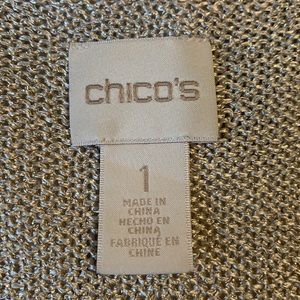 chico's
1
MADE IN
CHINA
HECHO EN
CHINA
FABRIQUÉ EN
CHINE